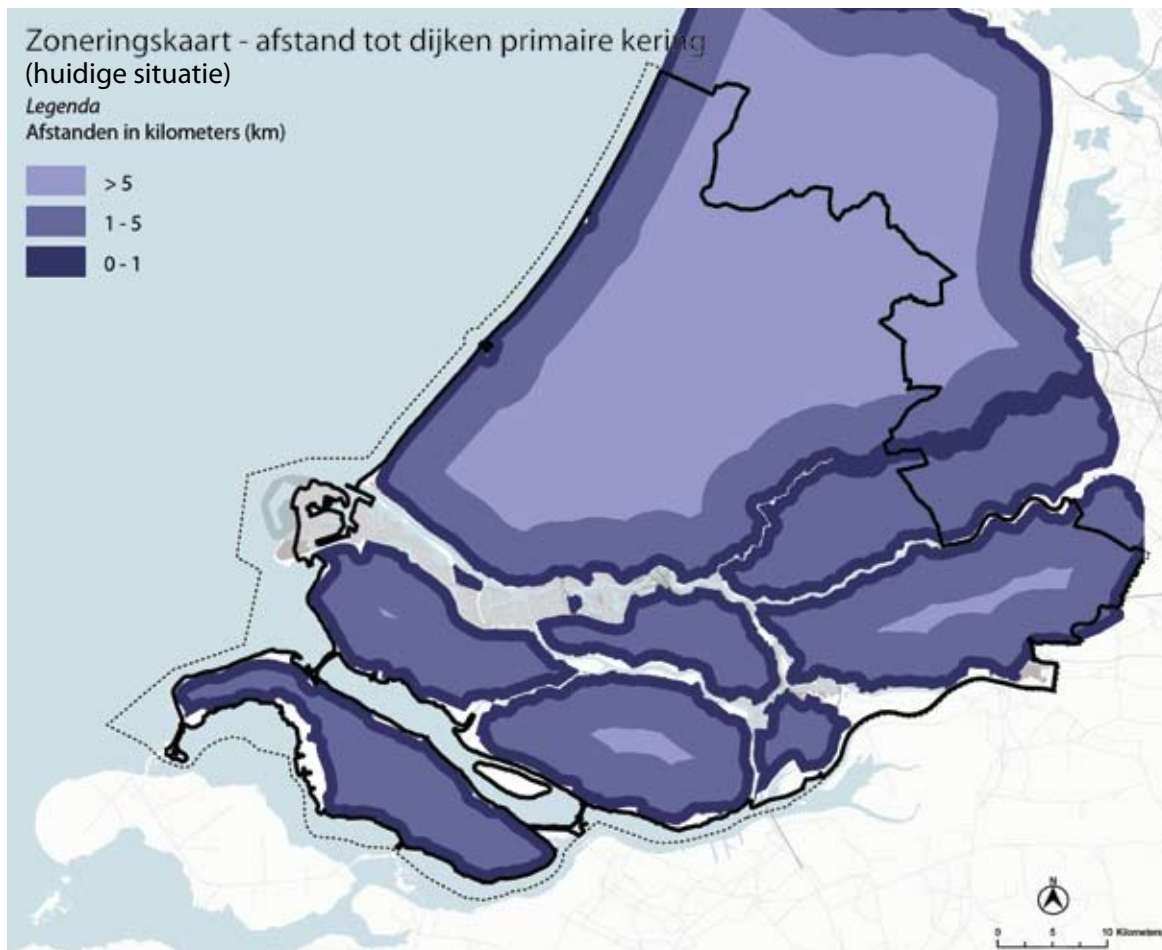 Zoneringskaart - afstand tot dijken primaire kering
(huidige situatie)
Legenda
Afstanden in kilometers (km)
> 5
1 - 5
0 - 1
N
0 5 10 Kilometers